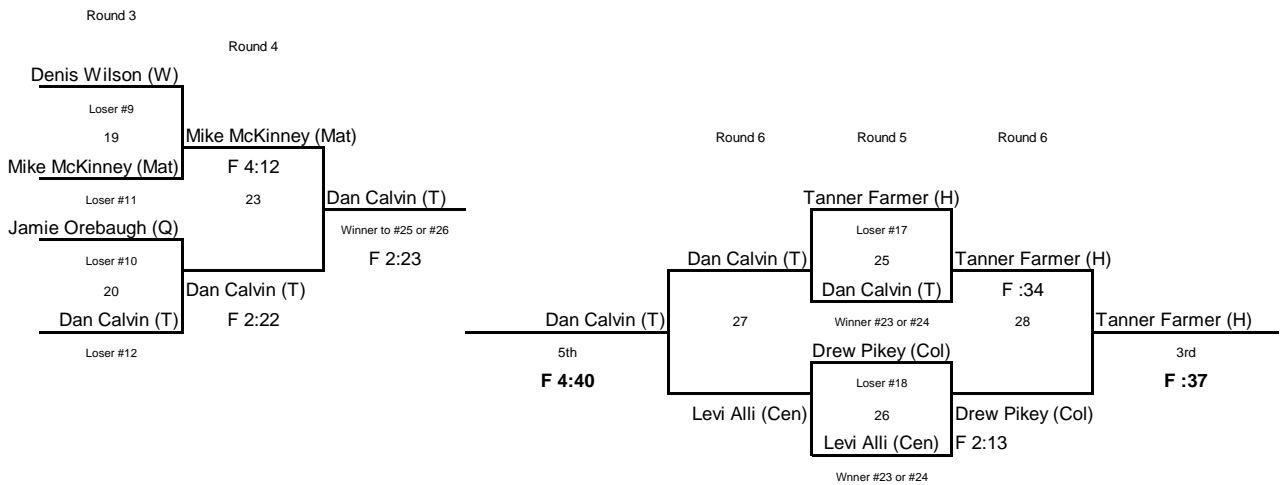 Round 3
Round 4
Denis Wilson (W)
Loser #9
19
Mike McKinney (Mat)
Mike McKinney (Mat)
F 4:12
Loser #11
23
Dan Calvin (T)
Jamie Orebaugh (Q)
Winner to #25 or #26
Loser #10
F 2:23
20
Dan Calvin (T)
Dan Calvin (T)
F 2:22
Loser #12
Round 6
Round 5
Round 6
Tanner Farmer (H)
Loser #17
Dan Calvin (T)
25
Tanner Farmer (H)
Dan Calvin (T)
F :34
Dan Calvin (T)
27
Winner #23 or #24
28
Tanner Farmer (H)
5th
Drew Pikey (Col)
3rd
F 4:40
Loser #18
F :37
Levi Alli (Cen)
26
Drew Pikey (Col)
Levi Alli (Cen)
F 2:13
Wnner #23 or #24